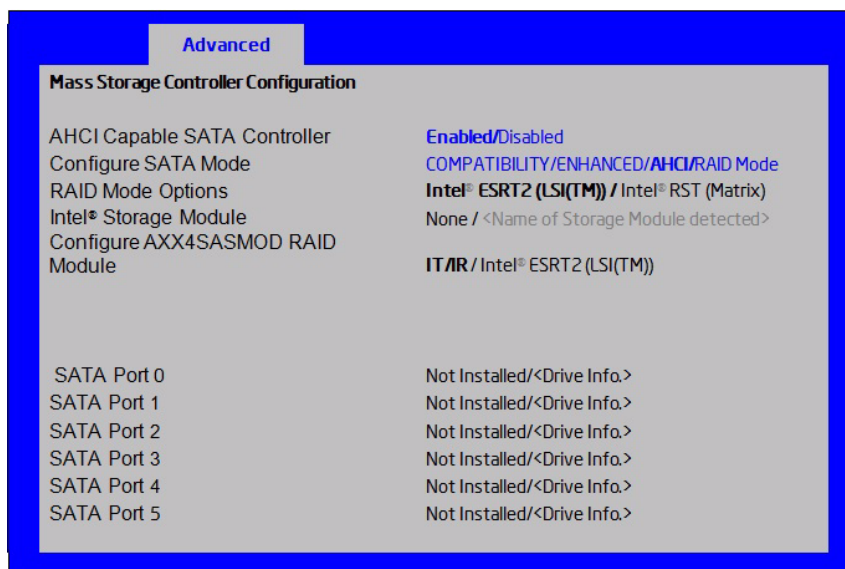 Advanced
Mass Storage Controller Configuration
AHCI Capable SATA Controller Enabled/Disabled
Configure SATA Mode COMPATIBILITY/ENHANCED/AHCI/RAID Mode
RAID Mode Options Intel® ESRT2 (LSI(TM)) / Intel® RST (Matrix)
Intel® Storage Module None / <Name of Storage Module detected>
Configure AXX4SASMOD RAID
Module IT/IR / Intel® ESRT2 (LSI(TM))
SATA Port 0 Not Installed/<Drive Info.>
SATA Port 1 Not Installed/<Drive Info.>
SATA Port 2 Not Installed/<Drive Info.>
SATA Port 3 Not Installed/<Drive Info.>
SATA Port 4 Not Installed/<Drive Info.>
SATA Port 5 Not Installed/<Drive Info.>